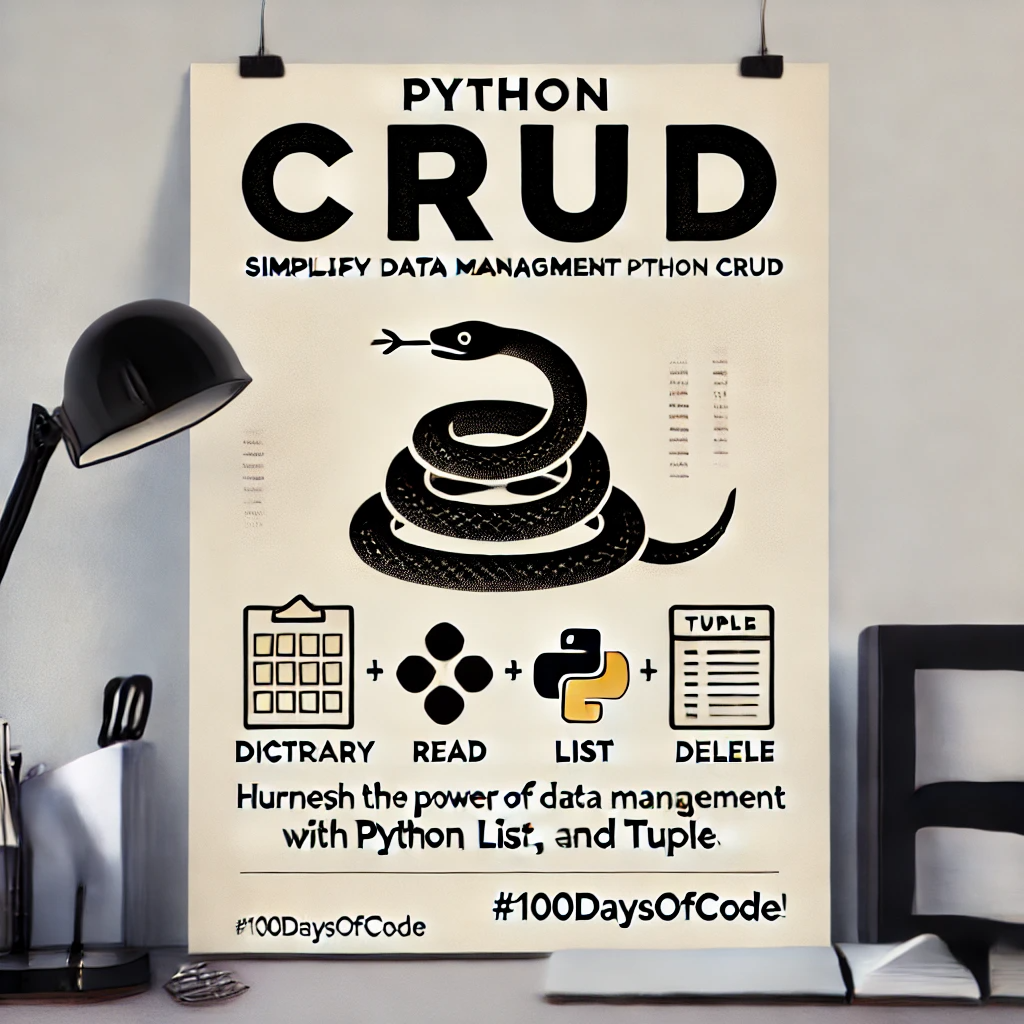 PYTHON
CRUD
SIMPLIFY DATA MANAGMENT PTHON CRUD
TUPLE
DICTRARY READ LIST DELELE
Hurnesh the power of data mangement
with Python List, and Tuple.
#100DaysOfCode!
#100DaysOfCode